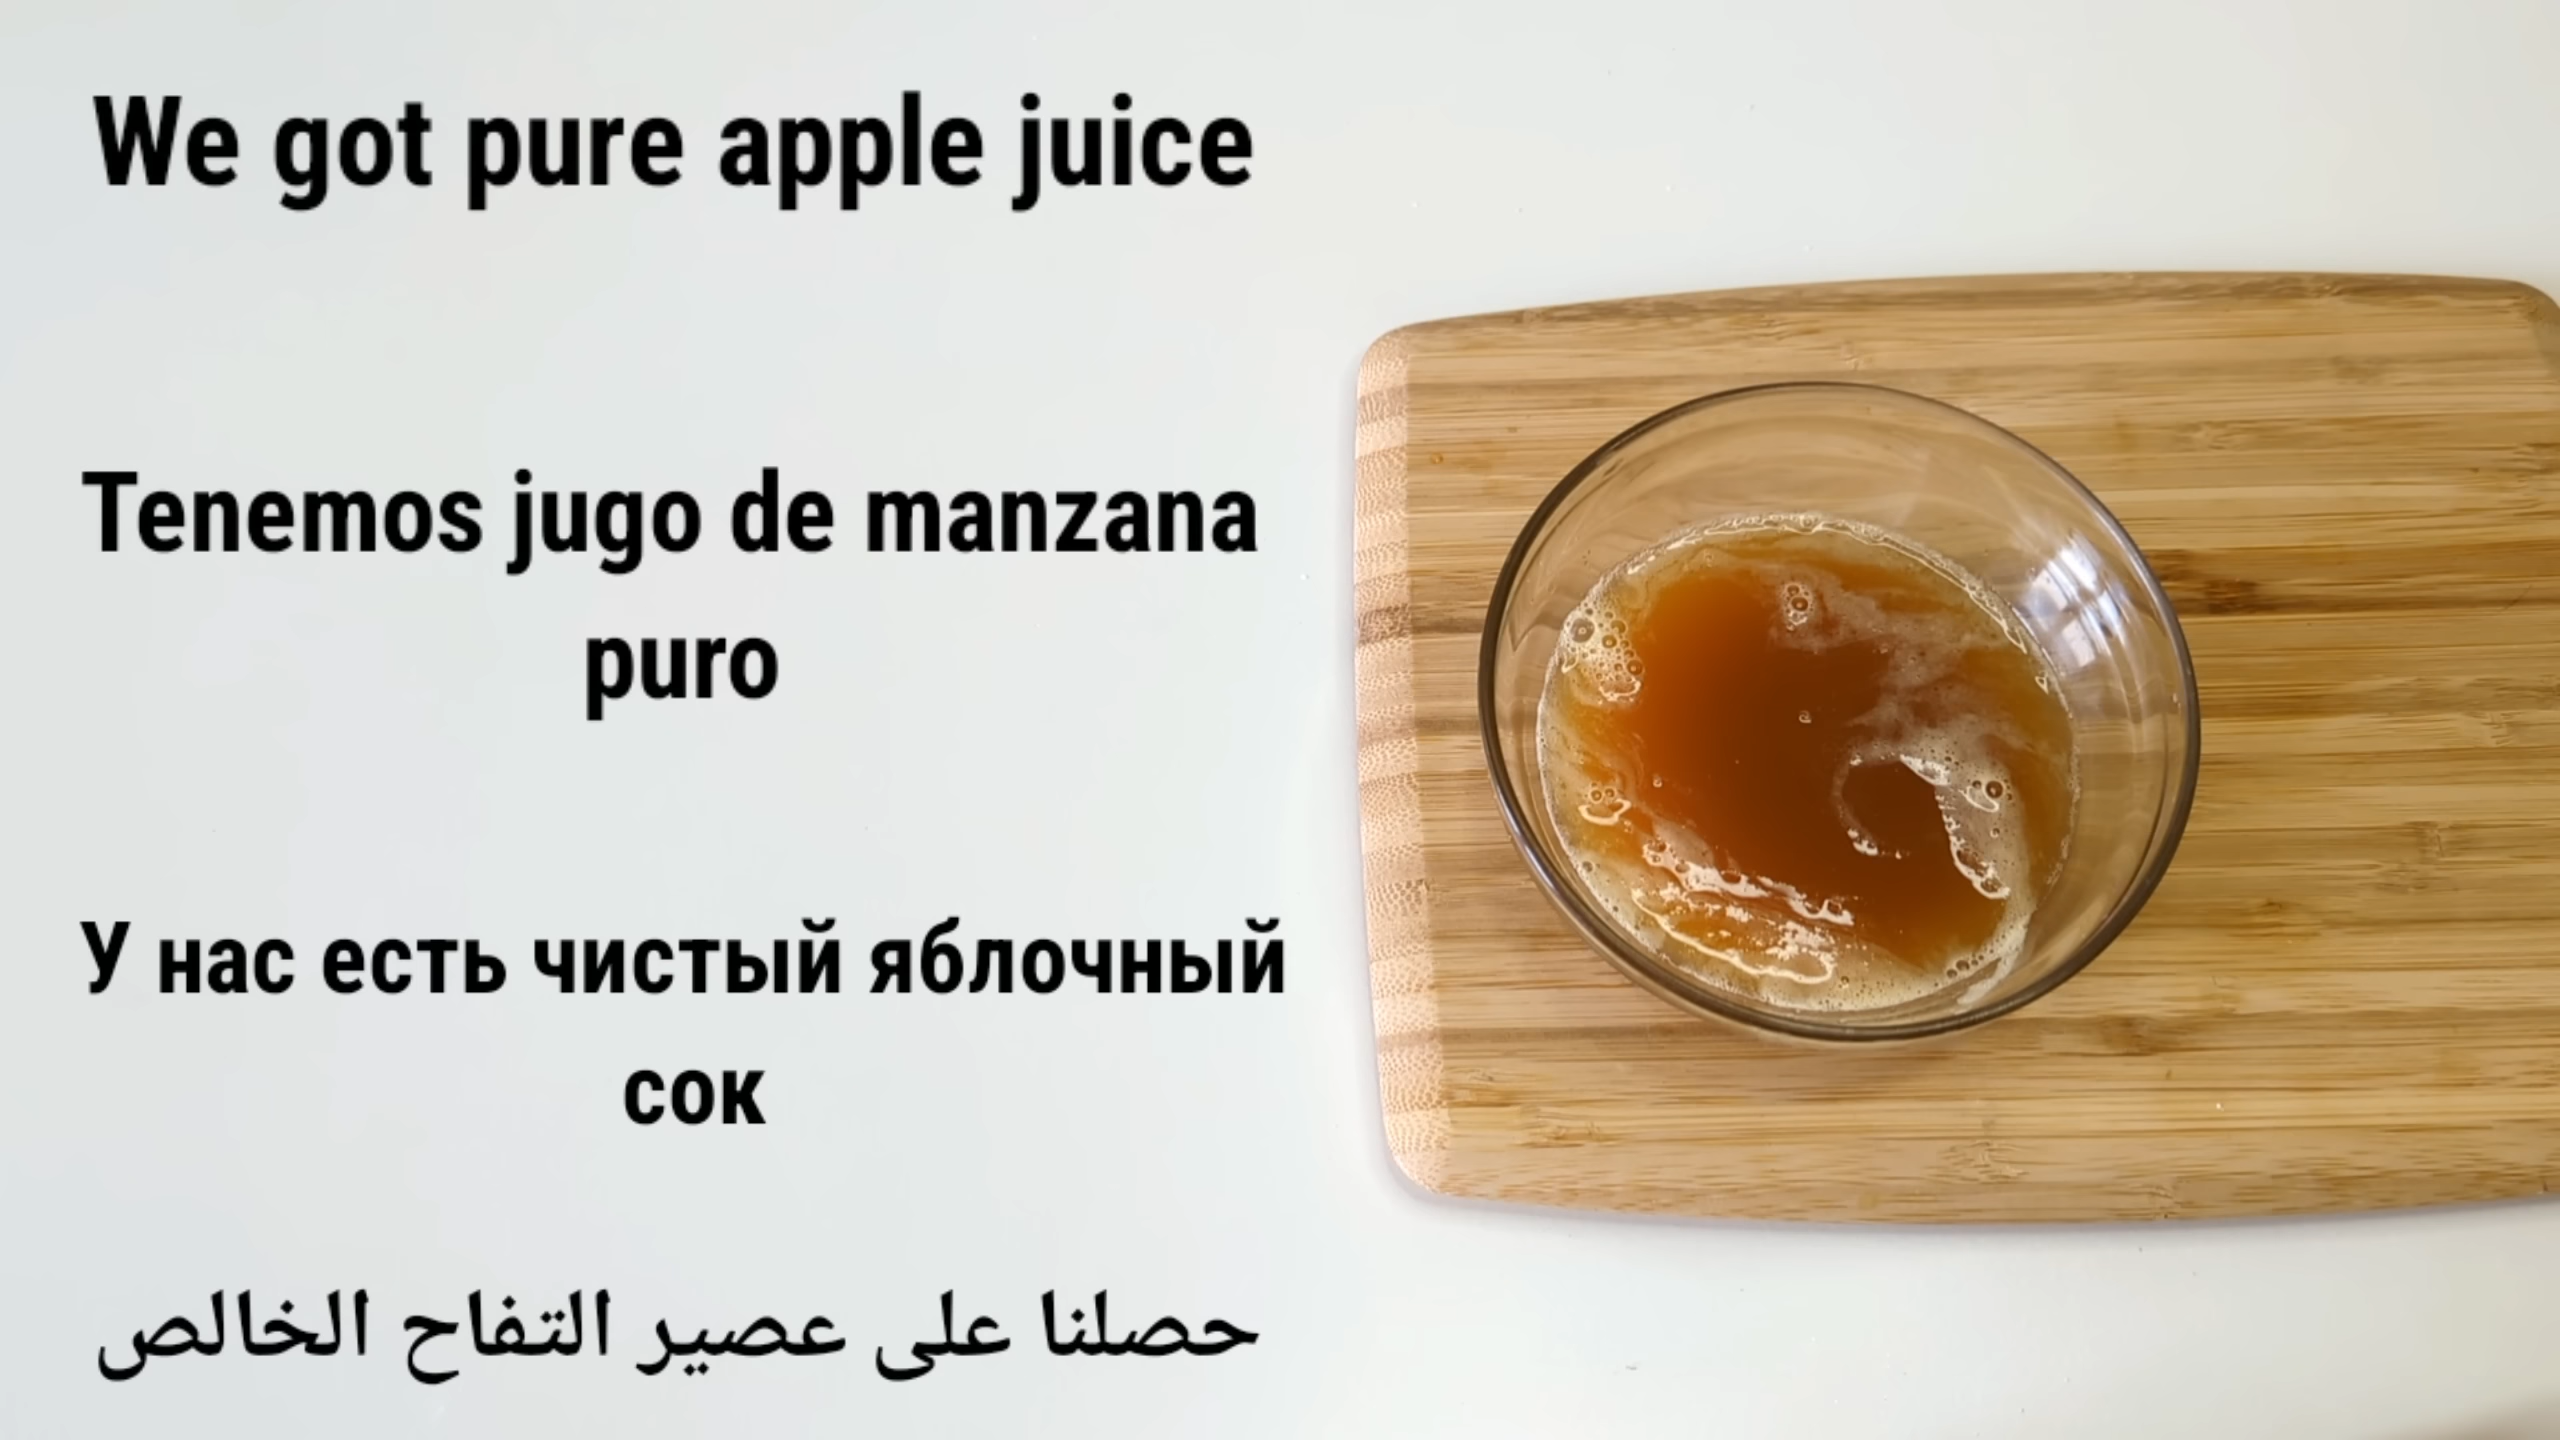 We got pure apple juice
Tenemos jugo de manzana
puro
У нас есть чистый яблочный
сок
حصلنا على عصير التفاح الخالص